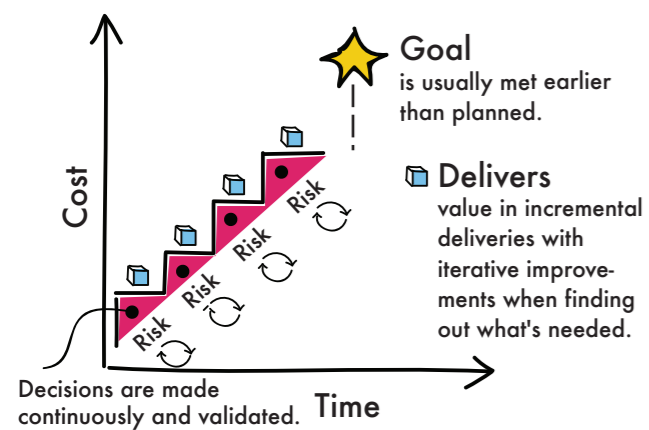 Goal
is usually met earlier
than planned.
Cost
Delivers
value in incremental
deliveries with
iterative improve-
ments when finding
out what's needed.
Risk
Risk
Risk
Risk
Decisions are made
continuously and validated.
Time